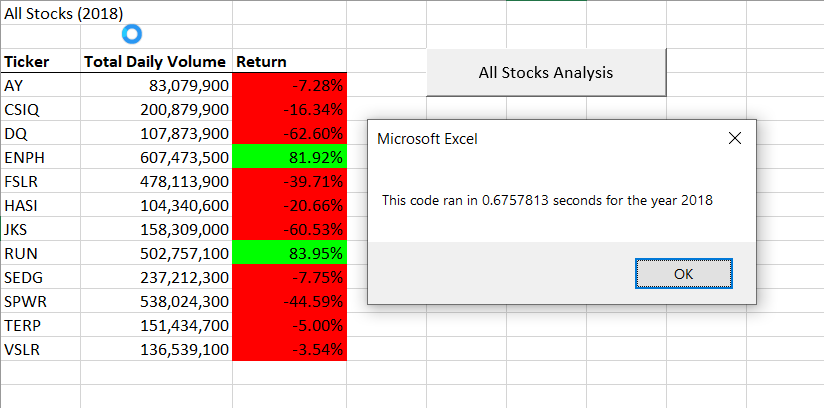 All Stocks (2018)
Ticker Total Daily Volume Return
AY 83,079,900 -7.28%
CSIQ 200,879,900 -16.34%
DQ 107,873,900 -62.60%
ENPH 607,473,500 81.92%
FSLR 478,113,900 -39.71%
HASI 104,340,600 -20.66%
JKS 158,309,000 -60.53%
RUN 502,757,100 83.95%
SEDG 237,212,300 -7.75%
SPWR 538,024,300 -44.59%
TERP 151,434,700 -5.00%
VSLR 136,539,100 -3.54%
All Stocks Analysis
Microsoft Excel
This code ran in 0.6757813 seconds for the year 2018
OK